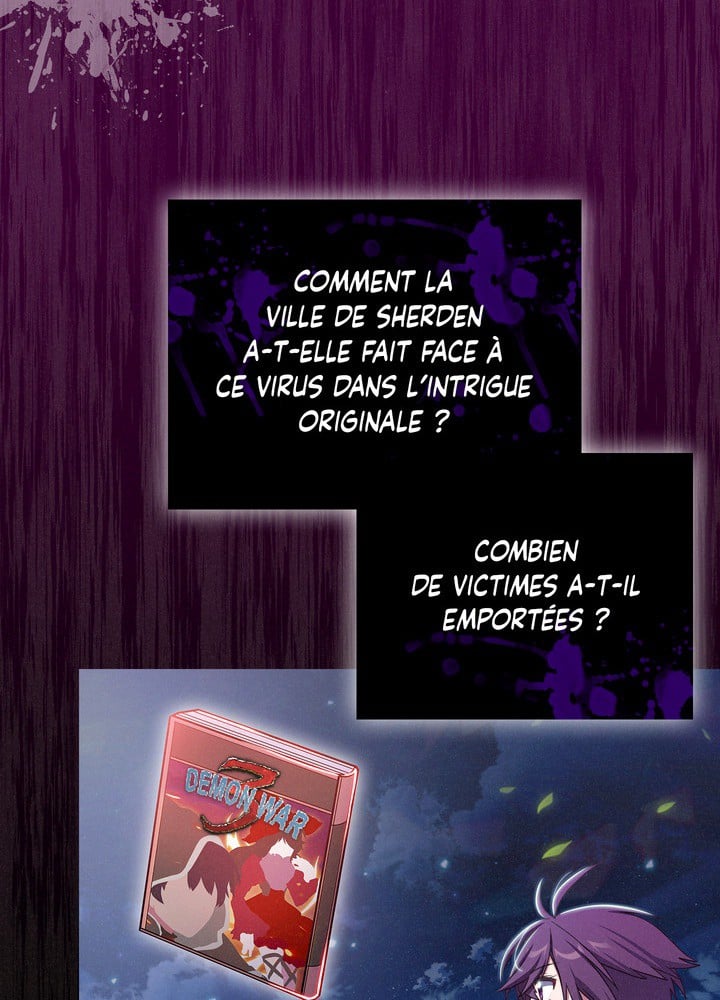 COMMENT LA
VILLE DE SHERDEN
A-T-ELLE FAIT FACE À
CE VIRUS DANS L'INTRIGUE
ORIGINALE ?
COMBIEN
DE VICTIMES A-T-IL
EMPORTÉES ?
3
DEMON WAR